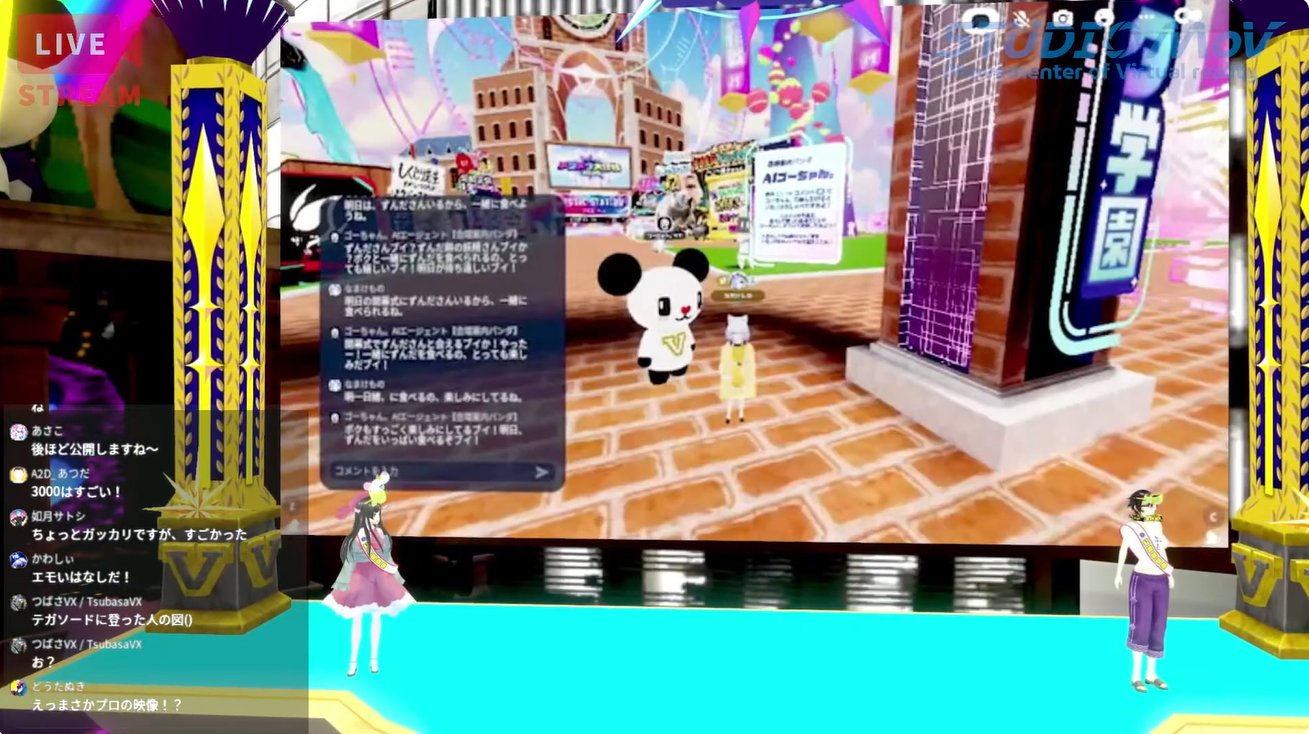 LIVE
STREAM
STUDIO mov
学園
AIゴーちゃん。
明日は、ずんださんいるから、一緒に食べよ
うね。
ゴーちゃん。AIエージェント【会場案内パンダ】
ずんださんブイ？ずんだ餅の妖精さんブイか
？ボクと一緒にずんだを食べられるの、とっ
ても嬉しいブイ！明日が待ち遠しいブイ！
なまけもの
明日の閉幕式にずんださんいるから、一緒に
食べられるね。
ゴーちゃん。AIエージェント【会場案内パンダ】
閉幕式でずんださんと会えるブイか！やった
ー！一緒にずんだを食べるの、とっても楽し
みだブイ！
なまけもの
明一日緒、に食べるの、楽しみにしてるね。
ゴーちゃん。AIエージェント【会場案内パンダ】
ボクもすっごく楽しみにしてるブイ！明日、
ずんだをいっぱい食べるぞブイ！
コメントを入力
ね
あさこ
後ほど公開しますね〜
A2D_あつだ
3000はすごい！
如月サトシ
ちょっとガッカリですが、すごかった
かわしぃ
エモいはなしだ！
つばさVX / TsubasaVX
テガソードに登った人の図()
つばさVX / TsubasaVX
お？
どうたぬき
えっまさかプロの映像！？
V
V
V